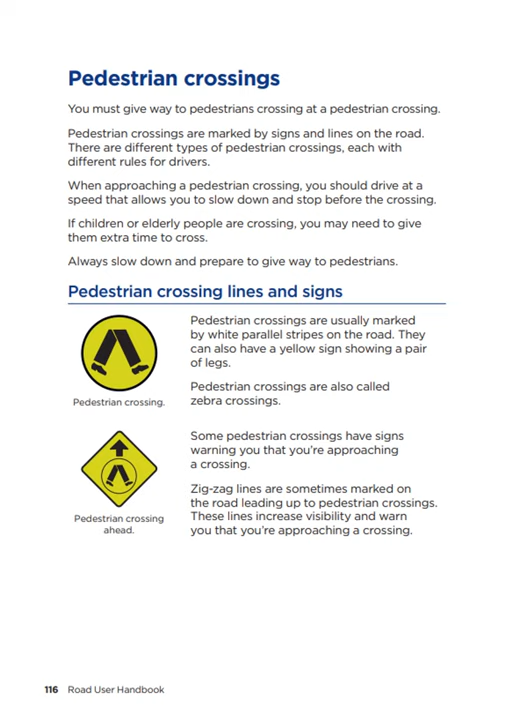 Pedestrian crossings
You must give way to pedestrians crossing at a pedestrian crossing.
Pedestrian crossings are marked by signs and lines on the road.
There are different types of pedestrian crossings, each with
different rules for drivers.
When approaching a pedestrian crossing, you should drive at a
speed that allows you to slow down and stop before the crossing.
If children or elderly people are crossing, you may need to give
them extra time to cross.
Always slow down and prepare to give way to pedestrians.
Pedestrian crossing lines and signs
Pedestrian crossing.
Pedestrian crossings are usually marked
by white parallel stripes on the road. They
can also have a yellow sign showing a pair
of legs.
Pedestrian crossings are also called
zebra crossings.
Pedestrian crossing
ahead.
Some pedestrian crossings have signs
warning you that you're approaching
a crossing.
Zig-zag lines are sometimes marked on
the road leading up to pedestrian crossings.
These lines increase visibility and warn
you that you're approaching a crossing.
116 Road User Handbook